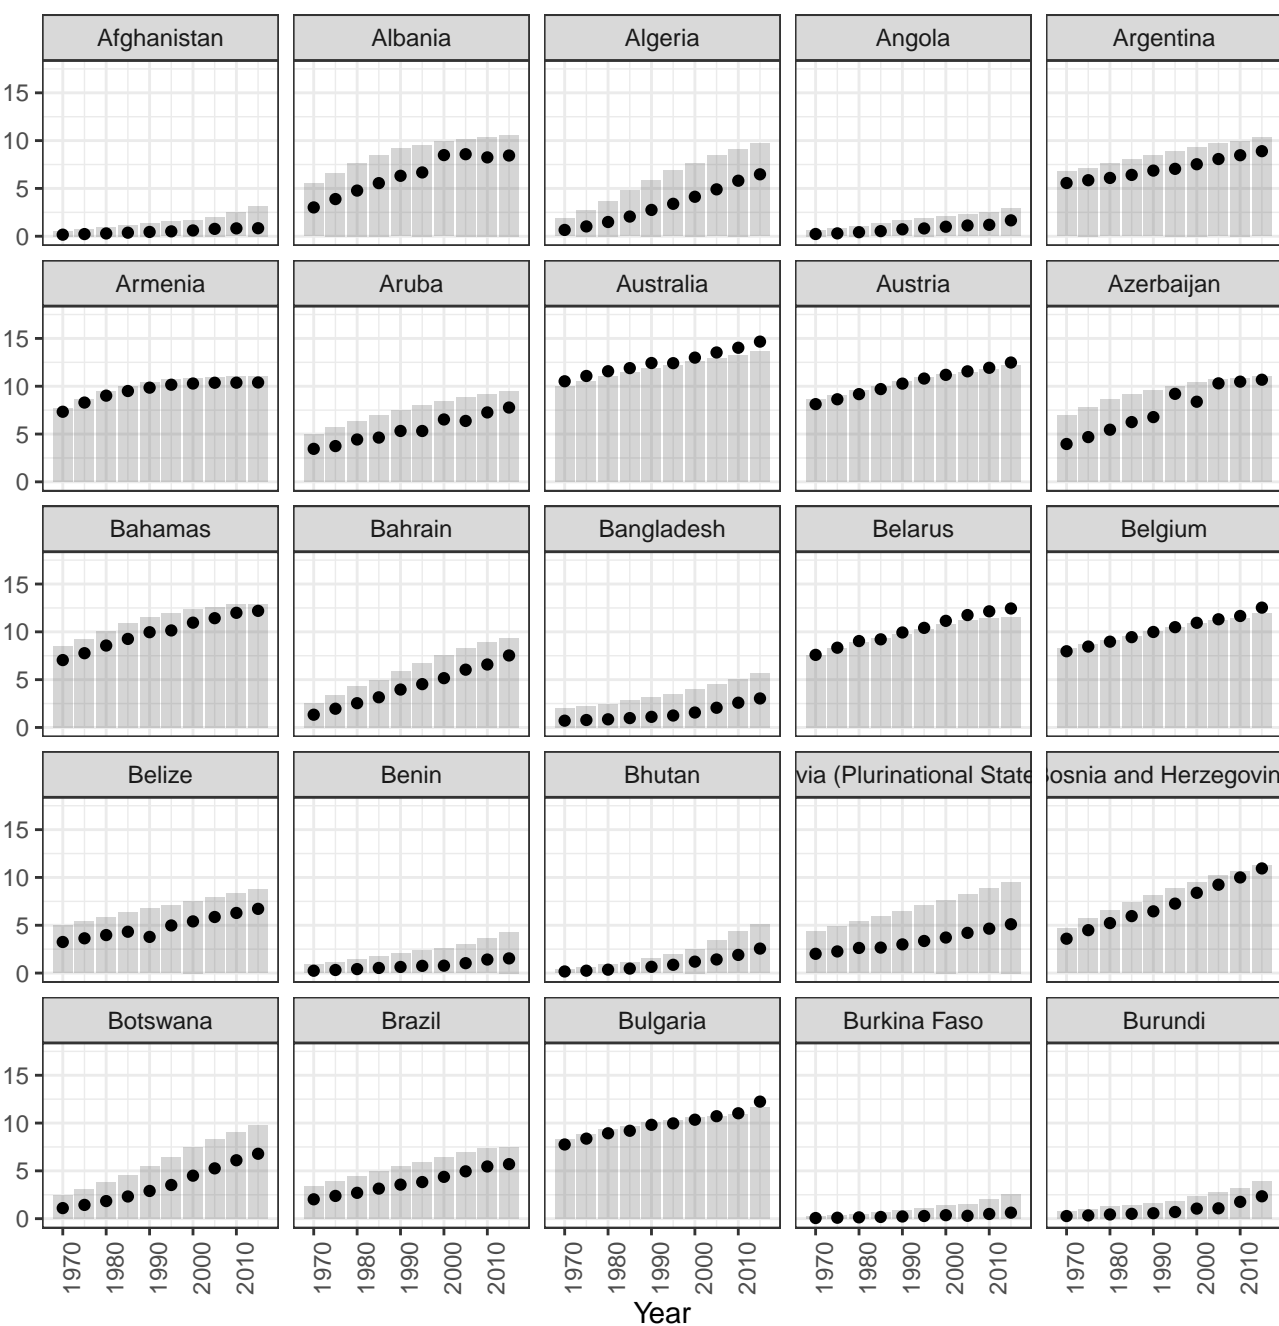 Afghanistan Albania Algeria Angola Argentina
15
10
5
0
Armenia Aruba Australia Austria Azerbaijan
15
10
5
0
Bahamas Bahrain Bangladesh Belarus Belgium
15
10
5
0
Belize Benin Bhutan via (Plurinational State Bosnia and Herzegovin
15
10
5
0
Botswana Brazil Bulgaria Burkina Faso Burundi
15
10
5
0
1970 1980 1990 2000 2010 1970 1980 1990 2000 2010 1970 1980 1990 2000 2010 1970 1980 1990 2000 2010 1970 1980 1990 2000 2010
Year